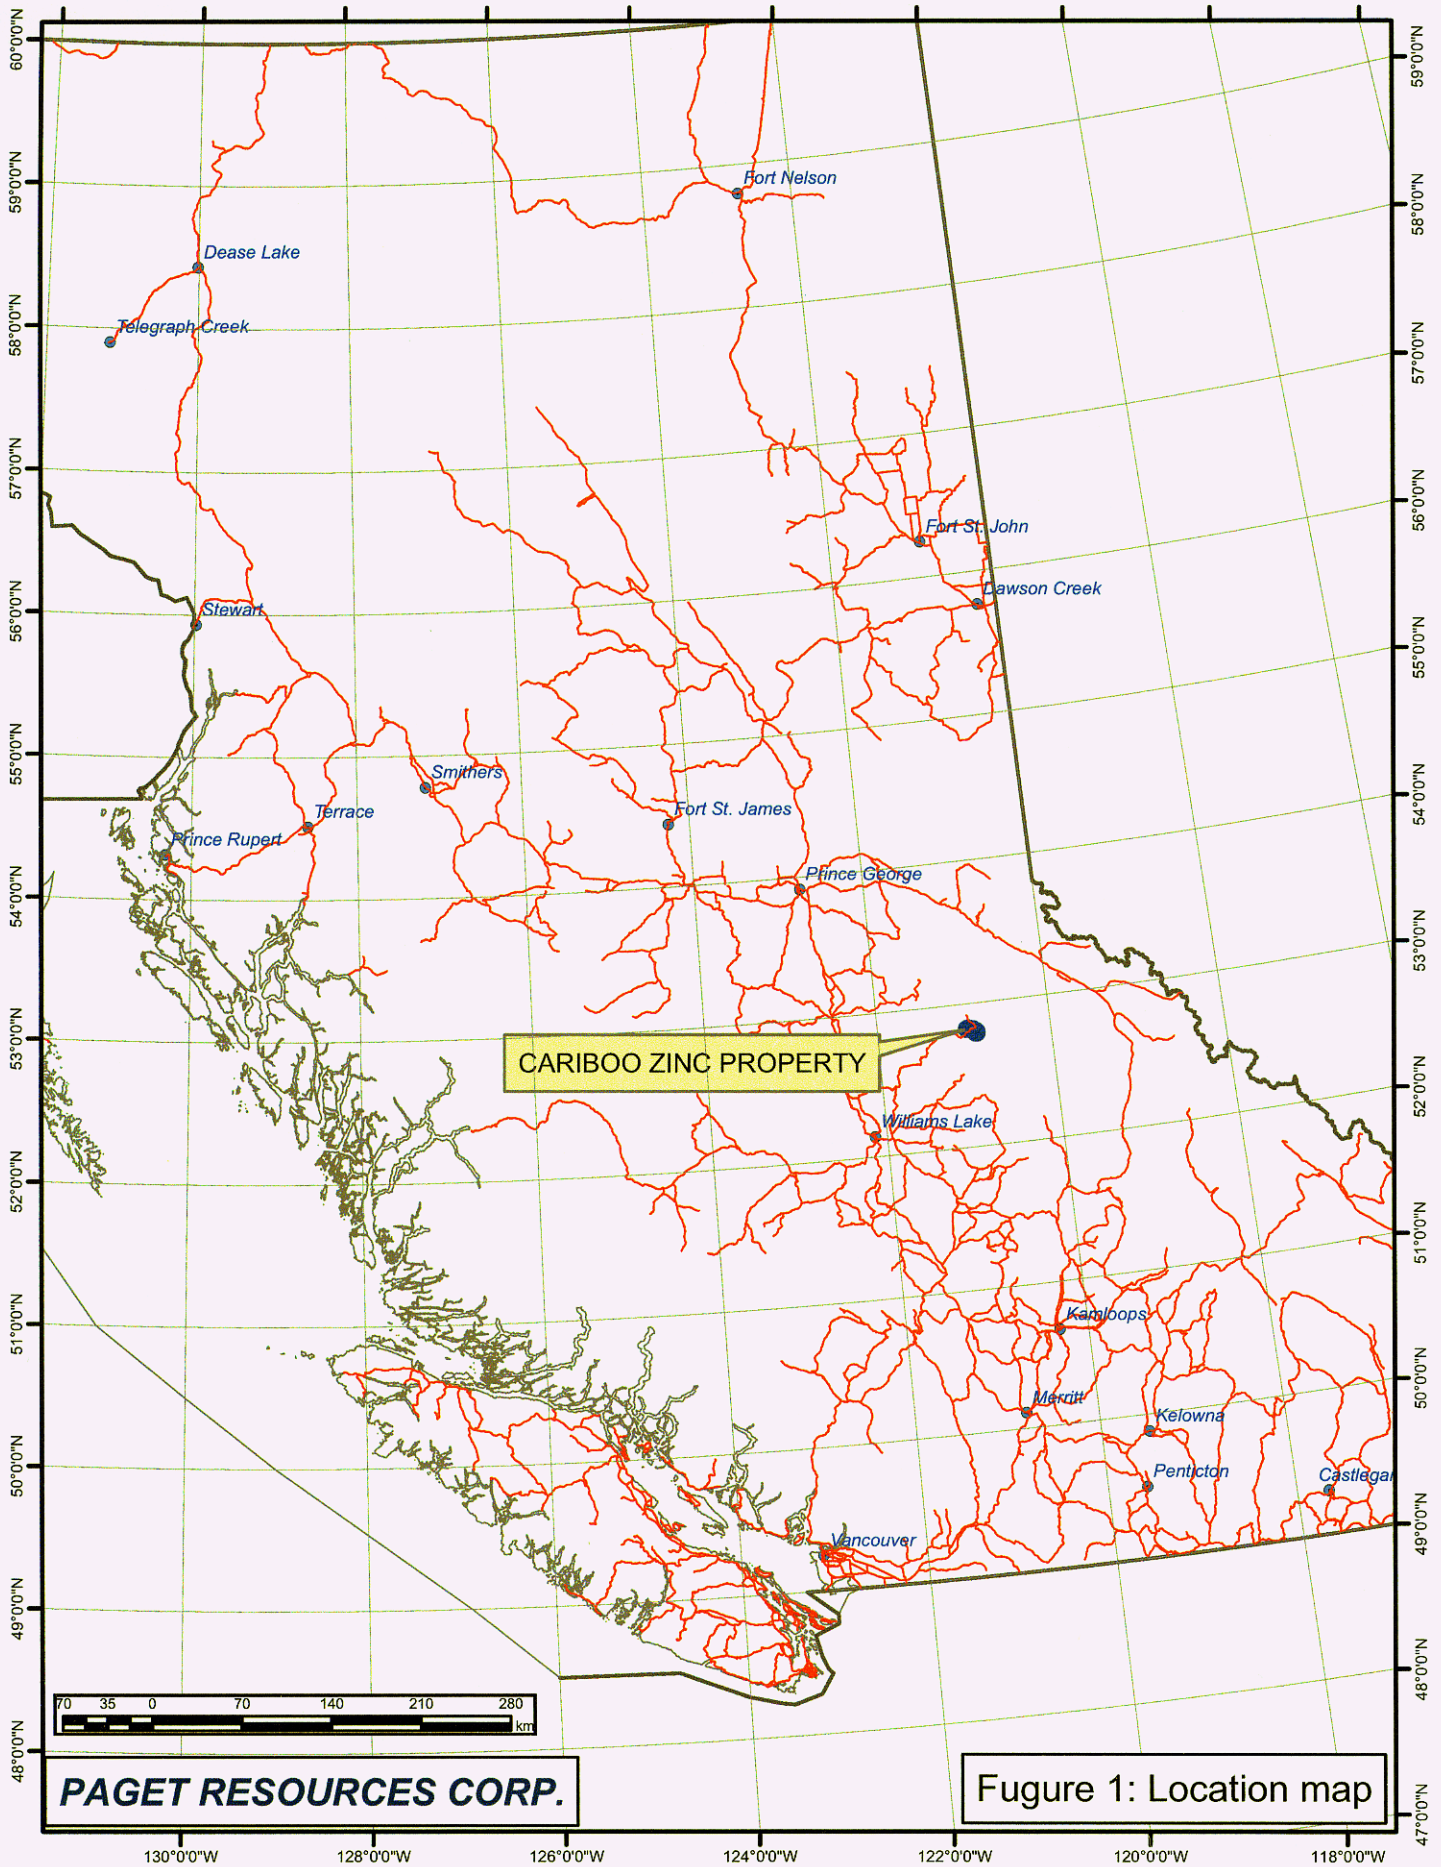 Fort Nelson
Dease Lake
Telegraph Creek
Fort St. John
Dawson Creek
Stewart
Smithers
Terrace
Fort St. James
Prince Rupert
Prince George
CARIBOO ZINC PROPERTY
Williams Lake
Kamloops
Merritt
Kelowna
Penticton
Castlegar
Vancouver
70 35 0 70 140 210 280
km
PAGET RESOURCES CORP.
Fugure 1: Location map
60°0'0"N
59°0'0"N
58°0'0"N
57°0'0"N
56°0'0"N
55°0'0"N
54°0'0"N
53°0'0"N
52°0'0"N
51°0'0"N
50°0'0"N
49°0'0"N
48°0'0"N
59°0'0"N
58°0'0"N
57°0'0"N
56°0'0"N
55°0'0"N
54°0'0"N
53°0'0"N
52°0'0"N
51°0'0"N
50°0'0"N
49°0'0"N
48°0'0"N
47°0'0"N
130°0'0"W 128°0'0"W 126°0'0"W 124°0'0"W 122°0'0"W 120°0'0"W 118°0'0"W